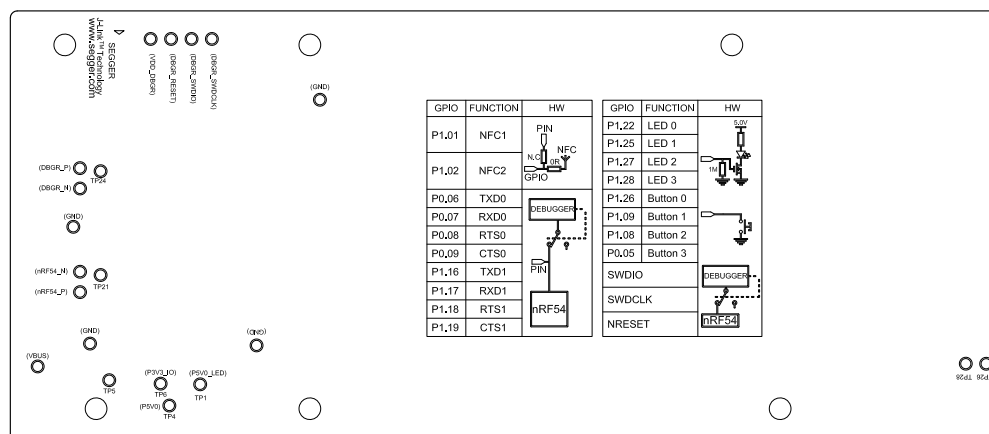 SEGGER
J-Link™ Technology
www.segger.com
(VDD_DBGR)
(DBGR_RESET)
(DBGR_SWDIO)
(DBGR_SWDCLK)
(GND)
(DBGR_P)
TP24
(DBGR_N)
(GND)
(nRF54_N)
TP21
(nRF54_P)
(GND)
(GND)
(VBUS)
TP5
(P3V3_IO)
TP6
(P5V0_LED)
TP1
(P5V0)
TP4
GPIO FUNCTION HW
P1.01 NFC1
P1.02 NFC2
PIN
N.C
0R
NFC
GPIO
P0.06 TXD0
P0.07 RXD0
P0.08 RTS0
P0.09 CTS0
P1.16 TXD1
P1.17 RXD1
P1.18 RTS1
P1.19 CTS1
DEBUGGER
PIN
nRF54
GPIO FUNCTION HW
P1.22 LED 0
P1.25 LED 1
P1.27 LED 2
P1.28 LED 3
5.0V
1M
P1.26 Button 0
P1.09 Button 1
P1.08 Button 2
P0.05 Button 3
SWDIO
SWDCLK
NRESET
DEBUGGER
nRF54
TP28
TP26